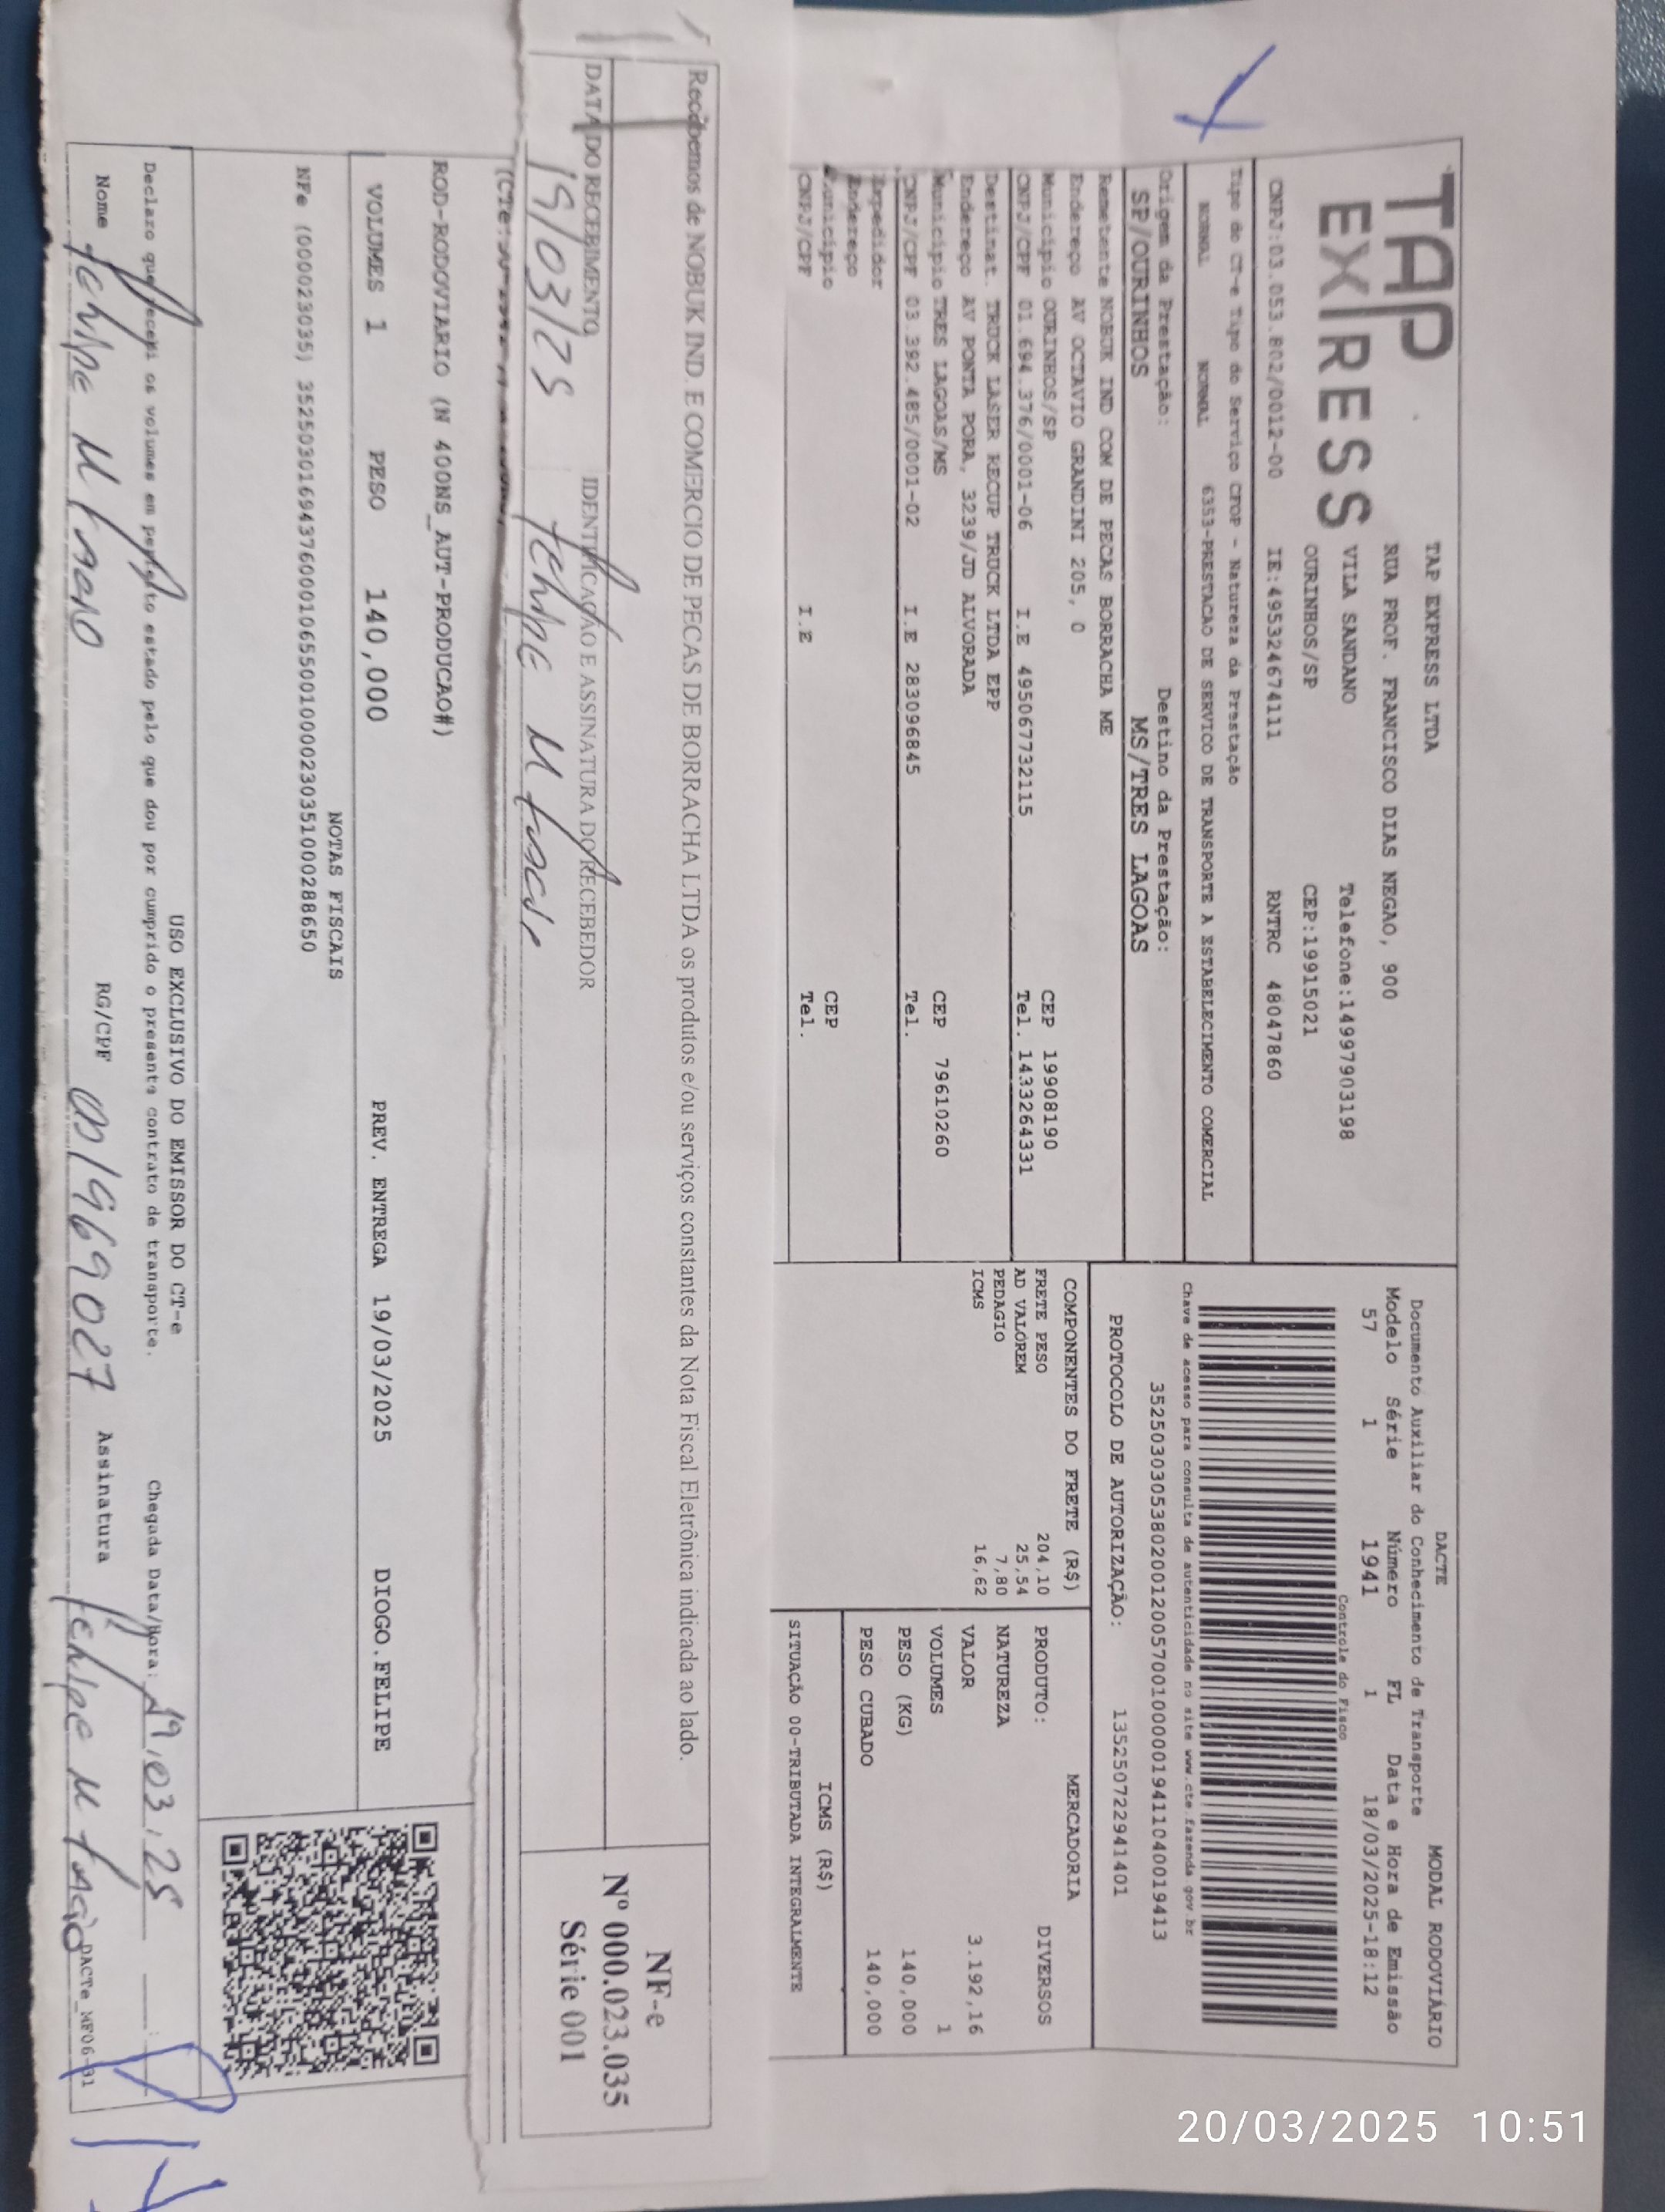 TAP
EXPRESS
TAP EXPRESS LTDA
RUA PROF. FRANCISCO DIAS NEGAO, 900
VILA SANDANO Telefone:14997903198
OURINHOS/SP CEP:19915021
CNPJ:03.053.802/0012-00 IE:495324674111 RNTRC 48047860
Tipo do CT-e Tipo do Serviço CFOP - Natureza da Prestação
NORMAL NORMAL 6353-PRESTACAO DE SERVICO DE TRANSPORTE A ESTABELECIMENTO COMERCIAL
Origem da Prestação: Destino da Prestação:
SP/OURINHOS MS/TRES LAGOAS
DACTE MODAL RODOVIÁRIO
Documento Auxiliar do Conhecimento de Transporte
Modelo Série Número FL Data e Hora de Emissão
57 1 1941 1 18/03/2025-18:12
Controle do Fisco
Chave de acesso para consulta de autenticidade no site www.cte.fazenda.gov.br
35250303053802001200570010000019411040019413
PROTOCOLO DE AUTORIZAÇÃO: 135250722941401
Remetente NOBUK IND COM DE PECAS BORRACHA ME
Endereço AV OCTAVIO GRANDINI 205, 0
Município OURINHOS/SP CEP 19908190
CNPJ/CPF 01.694.376/0001-06 I.E 495067732115 Tel. 1433264331
Destinat. TRUCK LASER RECUP TRUCK LTDA EPP
Endereço AV PONTA PORA, 3239/JD ALVORADA
Município TRES LAGOAS/MS CEP 79610260
CNPJ/CPF 03.392.485/0001-02 I.E 283096845 Tel.
Expedidor
Endereço
Município CEP
CNPJ/CPF I.E Tel.
COMPONENTES DO FRETE (R$)
FRETE PESO 204,10
AD VALOREM 25,54
PEDAGIO 7,80
ICMS 16,62
MERCADORIA
PRODUTO: DIVERSOS
NATUREZA
VALOR 3.192,16
VOLUMES 1
PESO (KG) 140,000
PESO CUBADO 140,000
ICMS (R$)
SITUAÇÃO 00-TRIBUTADA INTEGRALMENTE
Recebemos de NOBUK IND. E COMERCIO DE PECAS DE BORRACHA LTDA os produtos e/ou serviços constantes da Nota Fiscal Eletrônica indicada ao lado.
DATA DO RECEBIMENTO IDENTIFICAÇÃO E ASSINATURA DO RECEBEDOR
19/03/25 Felipe M
NF-e
Nº 000.023.035
Série 001
(CTe:
ROD-RODOVIARIO (N 400NS_AUT-PRODUCAO#)
VOLUMES 1 PESO 140,000 PREV. ENTREGA 19/03/2025 DIOGO.FELIPE
NOTAS FISCAIS
NFe (000023035) 35250301694376000106550010000230351000288650
USO EXCLUSIVO DO EMISSOR DO CT-e
Declaro que recebi os volumes em perfeito estado pelo que dou por cumprido o presente contrato de transporte. Chegada Data/Hora: 19.03.25
Nome Felipe M RG/CPF Assinatura Felipe M
DACTe_NF06-
20/03/2025 10:51